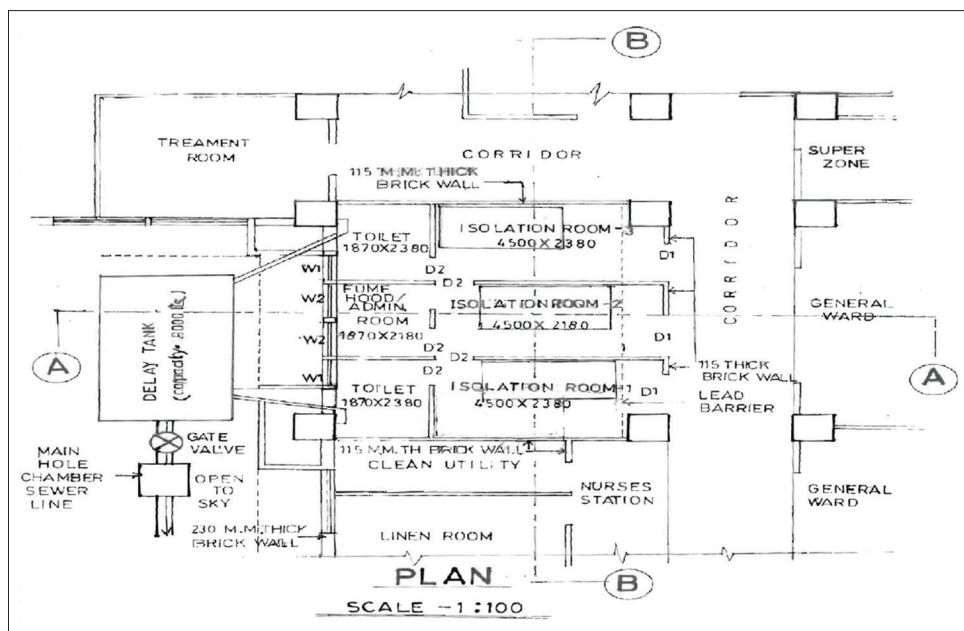 B
TREAMENT
ROOM
CORRIDOR
SUPER
ZONE
115 M.M. THICK
BRICK WALL
TOILET
1870X2380
ISOLATION ROOM-3
4500X2380
D1
W1
D2
D2
W2
FUME
HOOD/
ADMIN.
ROOM
1870X2180
ISOLATION ROOM-2
4500X2180
CORRIDOR
GENERAL
WARD
A
DELAY TANK
(capacity= 8000 Lts.)
W2
D2
D2
D1
A
W1
TOILET
1870X2380
ISOLATION ROOM-1
4500X2380
D1
115 THICK
BRICK WALL
LEAD
BARRIER
GATE
VALVE
115 M.M.TH BRICK WALL
CLEAN UTILITY
MAIN
HOLE
CHAMBER
SEWER
LINE
OPEN
TO
SKY
NURSES
STATION
GENERAL
WARD
230 M.M.THICK
BRICK WALL
LINEN ROOM
PLAN
B
SCALE -1:100